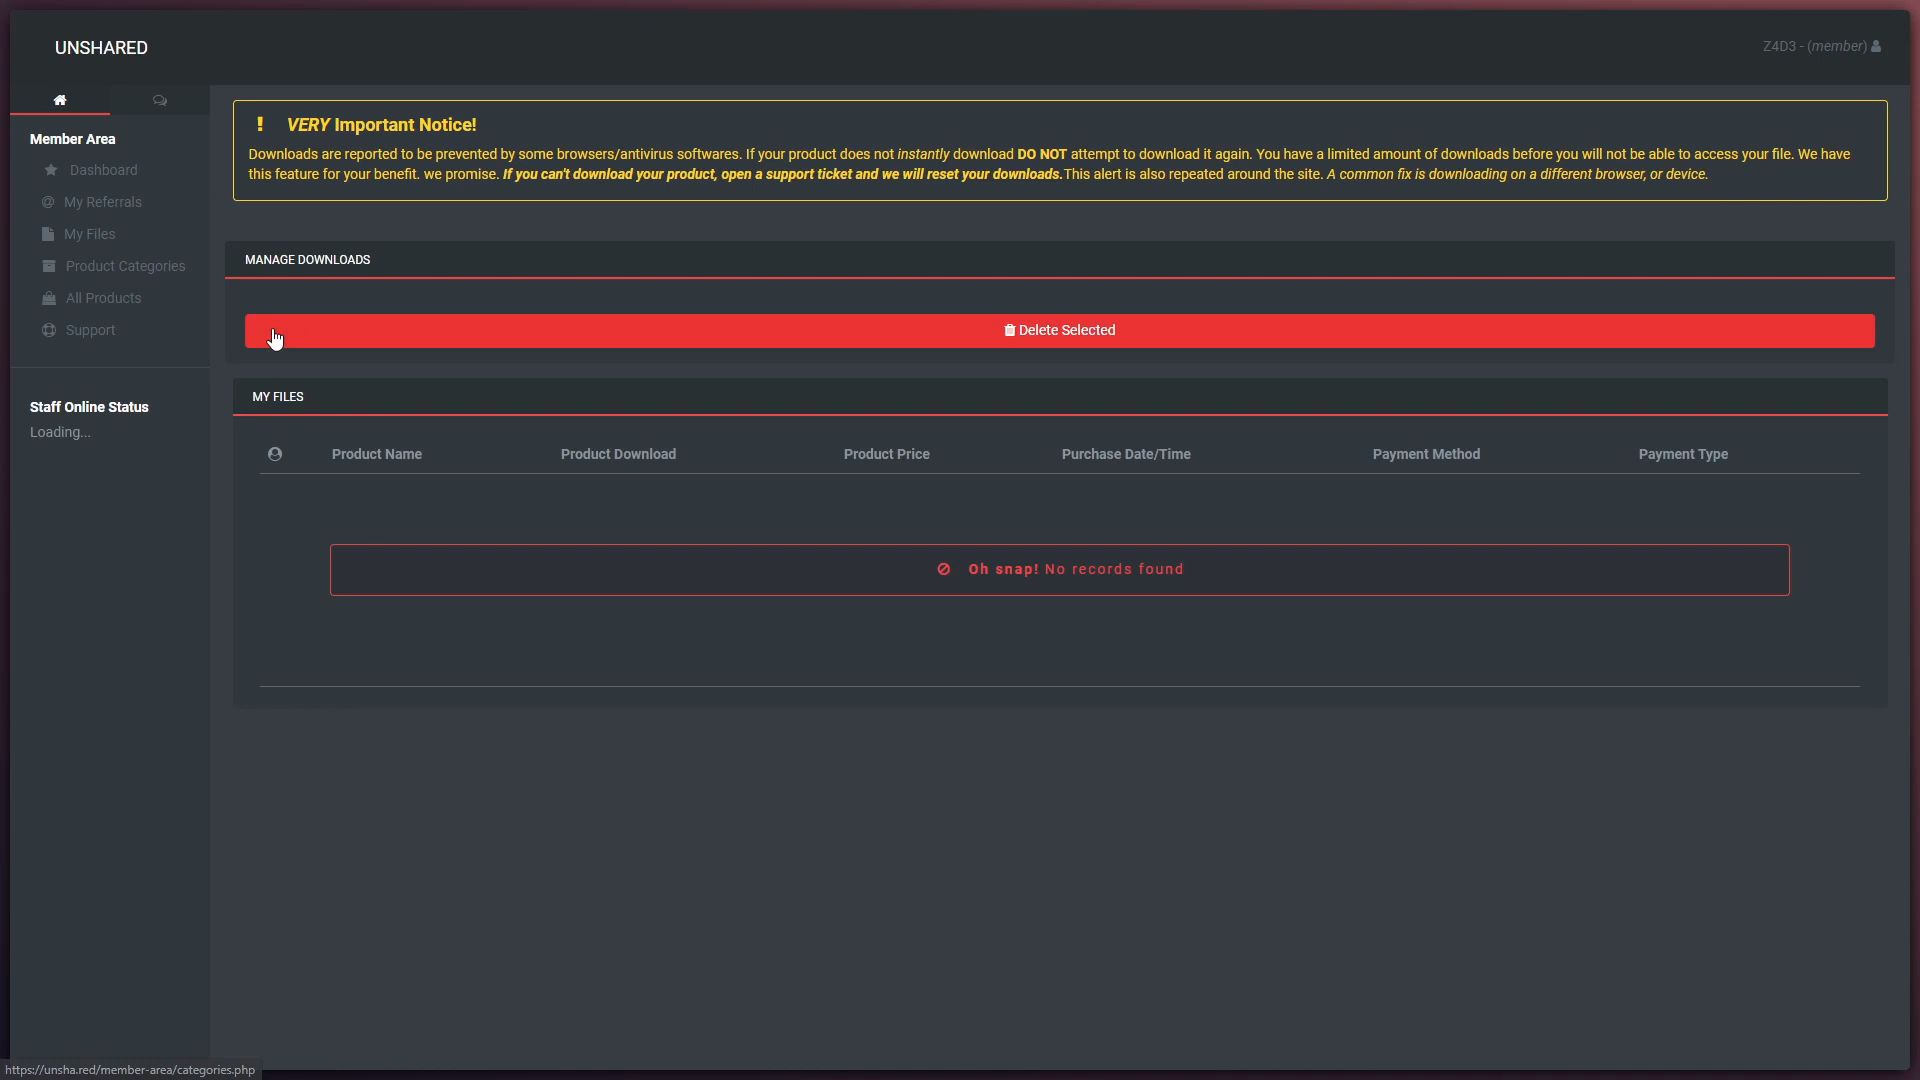 UNSHARED
Z4D3 - (member)
Member Area
Dashboard
My Referrals
My Files
Product Categories
All Products
Support
Staff Online Status
Loading...
! VERY Important Notice!
Downloads are reported to be prevented by some browsers/antivirus softwares. If your product does not instantly download DO NOT attempt to download it again. You have a limited amount of downloads before you will not be able to access your file. We have
this feature for your benefit. we promise. If you can't download your product, open a support ticket and we will reset your downloads. This alert is also repeated around the site. A common fix is downloading on a different browser, or device.
MANAGE DOWNLOADS
Delete Selected
MY FILES
Product Name Product Download Product Price Purchase Date/Time Payment Method Payment Type
Oh snap! No records found
https://unsha.red/member-area/categories.php